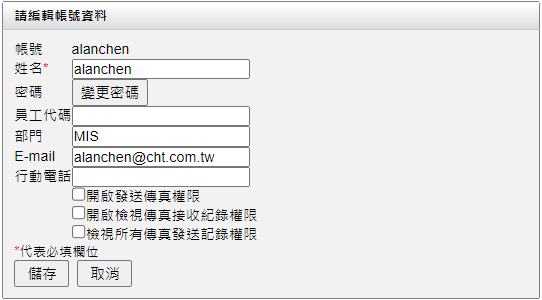 請編輯帳號資料
帳號 alanchen
姓名* alanchen
密碼 變更密碼
員工代碼
部門 MIS
E-mail alanchen@cht.com.tw
行動電話
開啟發送傳真權限
開啟檢視傳真接收紀錄權限
檢視所有傳真發送記錄權限
*代表必填欄位
儲存 取消